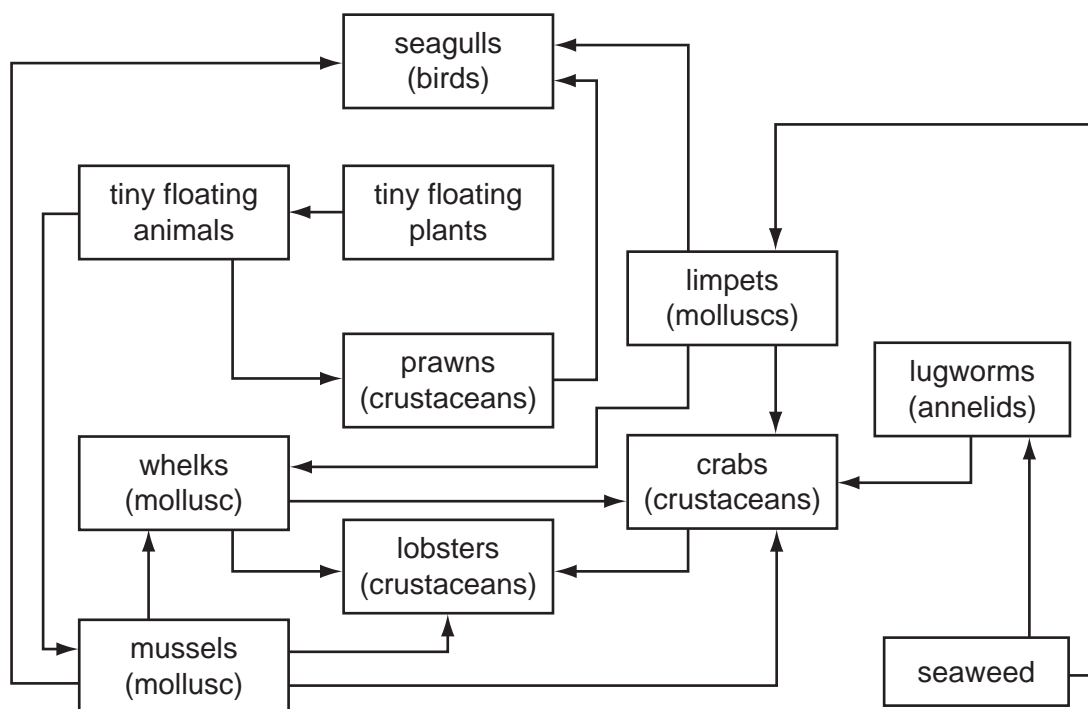 seagulls
(birds)
tiny floating
animals
tiny floating
plants
limpets
(molluscs)
prawns
(crustaceans)
lugworms
(annelids)
whelks
(mollusc)
crabs
(crustaceans)
lobsters
(crustaceans)
mussels
(mollusc)
seaweed